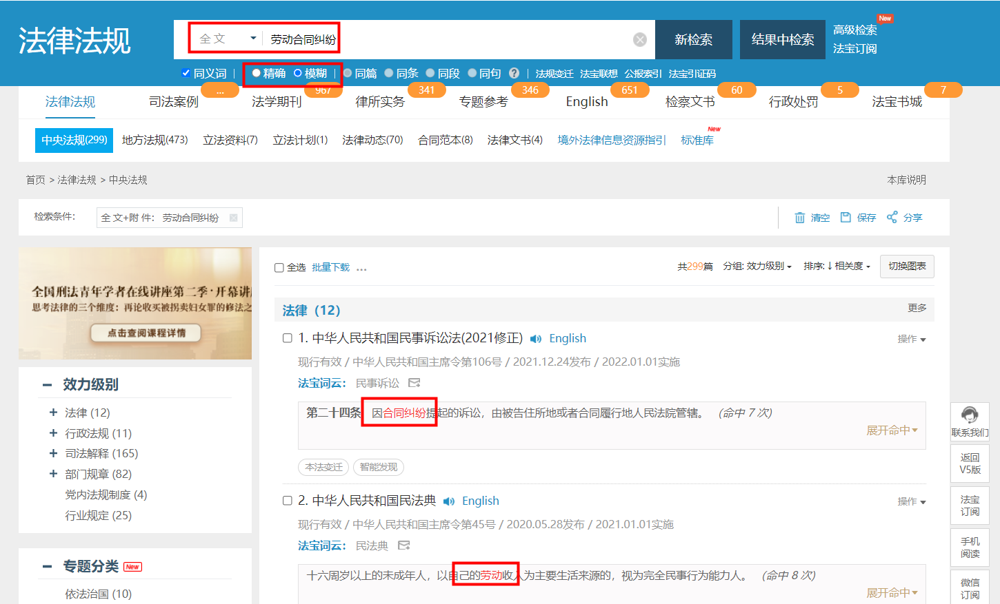 法律法规
全 文 劳动合同纠纷
新检索
结果中检索
高级检索 New
法宝订阅
同义词 | 精确 模糊 | 同篇 同条 同段 同句 ? | 法规变迁 法宝联想 公报索引 法宝引证码
... 967 341 346 651 60 5 7
法律法规 司法案例 法学期刊 律所实务 专题参考 English 检察文书 行政处罚 法宝书城
中央法规(299) 地方法规(473) 立法资料(7) 立法计划(1) 法律动态(70) 合同范本(8) 法律文书(4) 境外法律信息资源指引 标准库 New
首页 > 法律法规 > 中央法规 本库说明
检索条件： 全 文+附 件： 劳动合同纠纷 清空 保存 分享
全国刑法青年学者在线讲座第二季·开幕讲
思考法律的三个维度：再论收买被拐卖妇女罪的修法之
点击查阅课程详情
全选 批量下载 ... 共299篇 分组: 效力级别 排序:↓相关度 切换图表
法律（12） 更多
1. 中华人民共和国民事诉讼法(2021修正) English 操作
现行有效 / 中华人民共和国主席令第106号 / 2021.12.24发布 / 2022.01.01实施
法宝词云： 民事诉讼
第二十四条 因合同纠纷提起的诉讼，由被告住所地或者合同履行地人民法院管辖。 (命中 7 次)
展开命中
本法变迁 智能发现
2. 中华人民共和国民法典 English 操作
现行有效 / 中华人民共和国主席令第45号 / 2020.05.28发布 / 2021.01.01实施
法宝词云： 民法典
十六周岁以上的未成年人，以自己的劳动收入为主要生活来源的，视为完全民事行为能力人。 (命中 8 次)
展开命中
效力级别
法律 (12)
行政法规 (11)
司法解释 (165)
部门规章 (82)
党内法规制度 (4)
行业规定 (25)
专题分类 New
依法治国 (10)
联系我们
返回
V5版
法宝
订阅
手机
阅读
微信
订阅